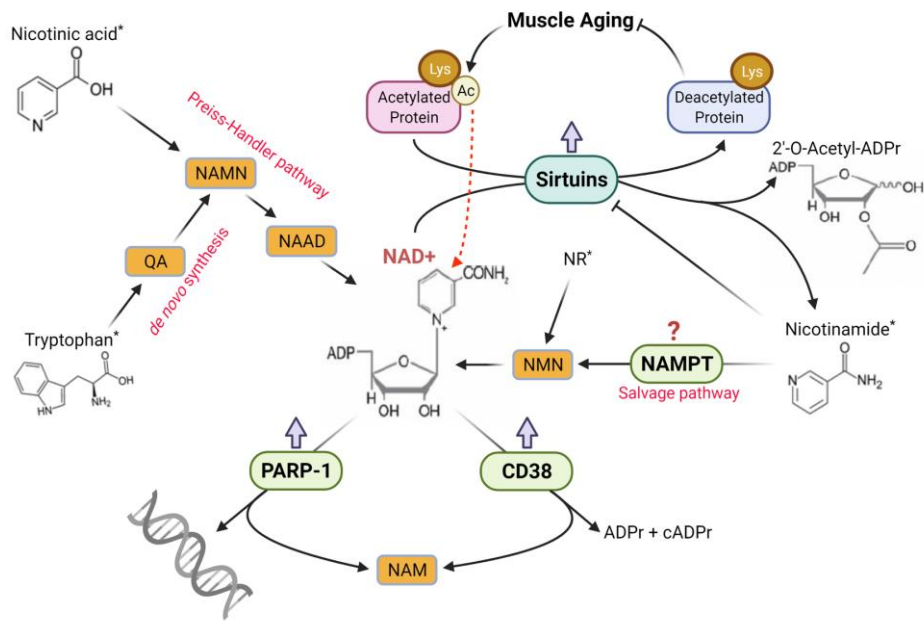 Muscle Aging
Nicotinic acid*
O
OH
N
Lys
Ac
Acetylated
Protein
Lys
Deacetylated
Protein
Preiss-Handler pathway
NAMN
Sirtuins
2'-O-Acetyl-ADPr
ADP
O
OH
H
OH
O
O
NAAD
QA
de novo synthesis
NAD+
CONH₂
N
+
NR*
Tryptophan*
O
OH
NH₂
HN
ADP
O
H
OH
OH
NMN
?
NAMPT
Salvage pathway
Nicotinamide*
O
NH₂
N
PARP-1
CD38
ADPr + cADPr
NAM